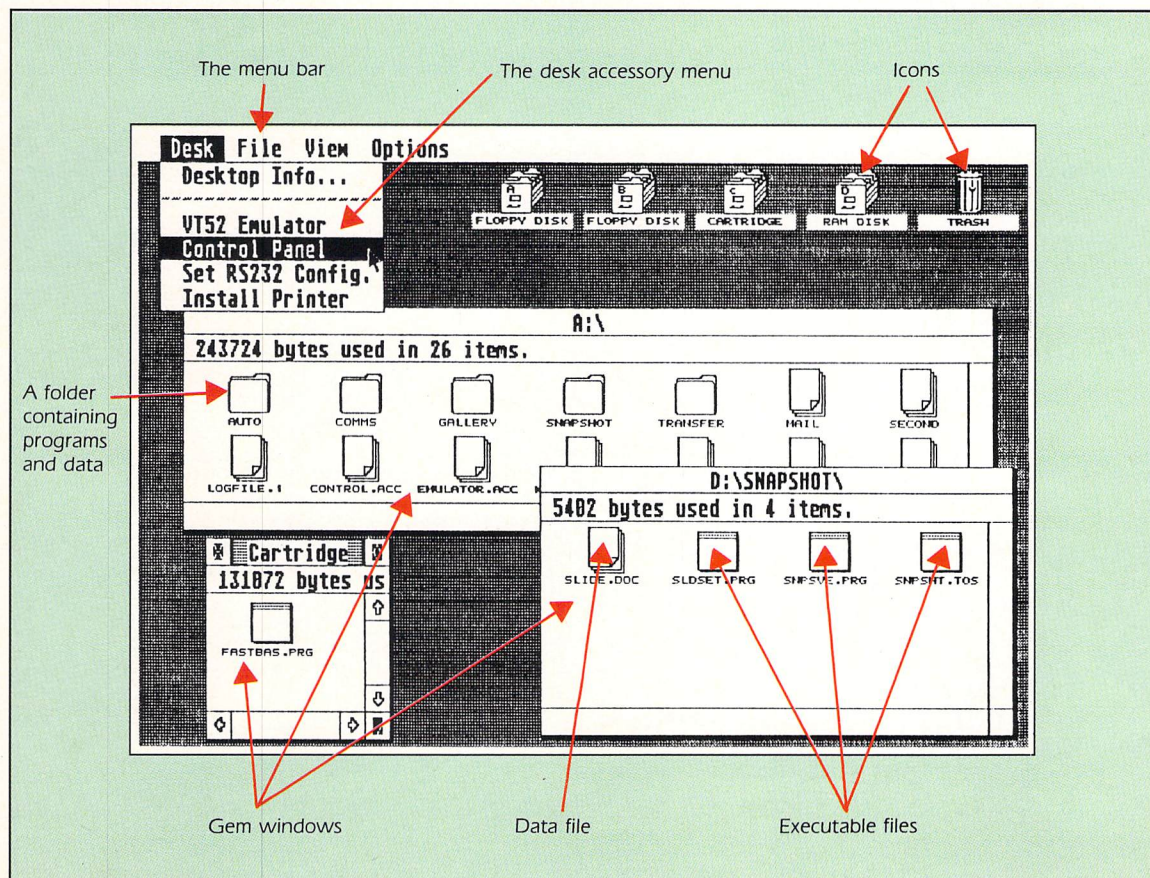 The menu bar
The desk accessory menu
Icons
Desk File View Options
Desktop Info...
VT52 Emulator
Control Panel
Set RS232 Config.
Install Printer
A
FLOPPY DISK
B
FLOPPY DISK
C
CARTRIDGE
D
RAM DISK
TRASH
A:\
243724 bytes used in 26 items.
A folder
containing
programs
and data
AUTO
COMMS
GALLERY
SNAPSHOT
TRANSFER
MAIL
SECOND
LOGFILE.1
CONTROL.ACC
EMULATOR.ACC
D:\SNAPSHOT\
5402 bytes used in 4 items.
SLIDE.DOC
SLDSET.PRG
SNPSVE.PRG
SNPSHT.TOS
Cartridge
131072 bytes us
FASTBAS.PRG
Gem windows
Data file
Executable files